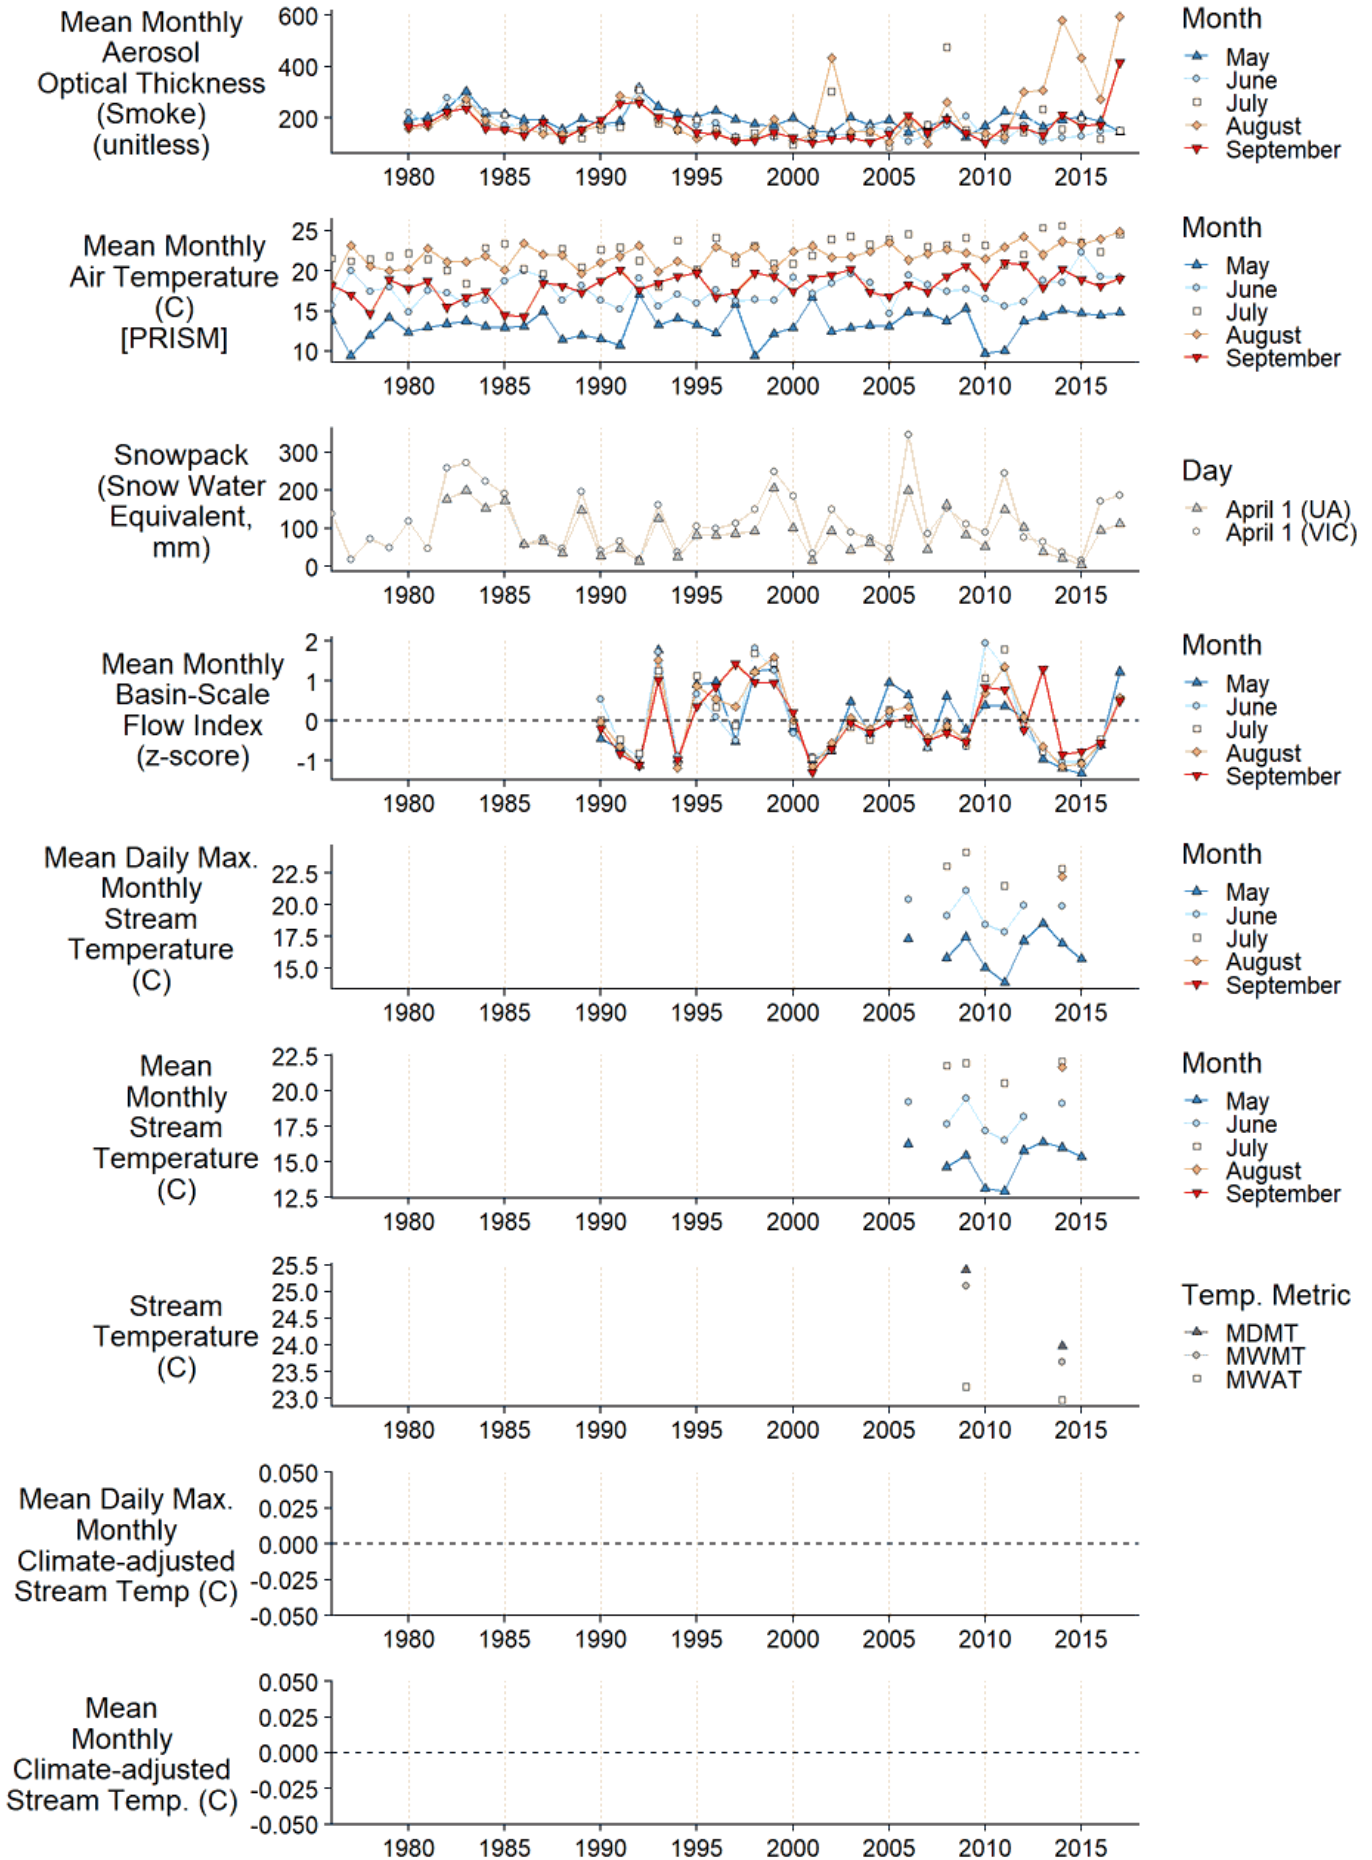 Mean Monthly
Aerosol
Optical Thickness
(Smoke)
(unitless)
600
400
200
1980 1985 1990 1995 2000 2005 2010 2015
Month
May
June
July
August
September
Mean Monthly
Air Temperature
(C)
[PRISM]
25
20
15
10
1980 1985 1990 1995 2000 2005 2010 2015
Month
May
June
July
August
September
Snowpack
(Snow Water
Equivalent,
mm)
300
200
100
0
1980 1985 1990 1995 2000 2005 2010 2015
Day
April 1 (UA)
April 1 (VIC)
Mean Monthly
Basin-Scale
Flow Index
(z-score)
2
1
0
-1
1980 1985 1990 1995 2000 2005 2010 2015
Month
May
June
July
August
September
Mean Daily Max.
Monthly
Stream
Temperature
(C)
22.5
20.0
17.5
15.0
1980 1985 1990 1995 2000 2005 2010 2015
Month
May
June
July
August
September
Mean
Monthly
Stream
Temperature
(C)
22.5
20.0
17.5
15.0
12.5
1980 1985 1990 1995 2000 2005 2010 2015
Month
May
June
July
August
September
Stream
Temperature
(C)
25.5
25.0
24.5
24.0
23.5
23.0
1980 1985 1990 1995 2000 2005 2010 2015
Temp. Metric
MDMT
MWMT
MWAT
Mean Daily Max.
Monthly
Climate-adjusted
Stream Temp (C)
0.050
0.025
0.000
-0.025
-0.050
1980 1985 1990 1995 2000 2005 2010 2015
Mean
Monthly
Climate-adjusted
Stream Temp. (C)
0.050
0.025
0.000
-0.025
-0.050
1980 1985 1990 1995 2000 2005 2010 2015